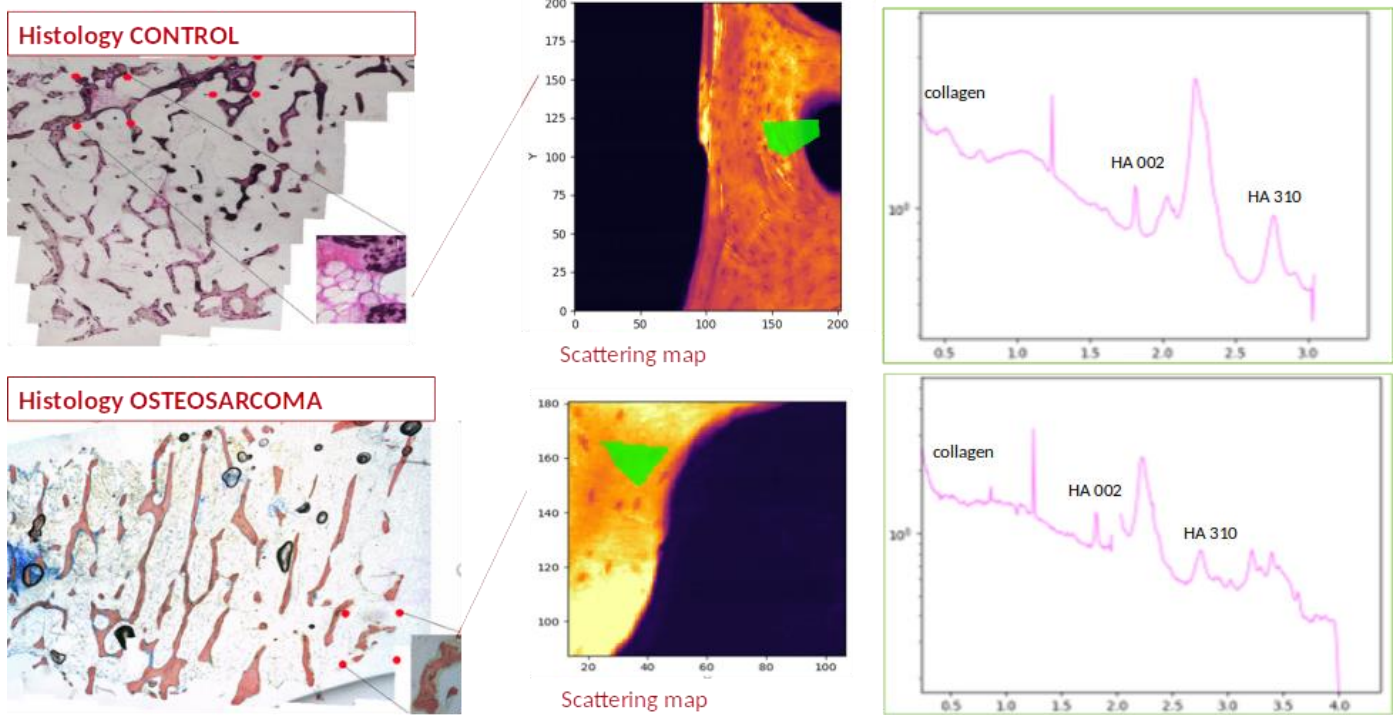 Histology CONTROL
200
175
150
125
100
75
50
25
0
Y
0 50 100 150 200
Scattering map
collagen
HA 002
HA 310
10⁰
0.5 1.0 1.5 2.0 2.5 3.0
Histology OSTEOSARCOMA
180
160
140
120
100
20 40 60 80 100
Scattering map
collagen
HA 002
HA 310
10⁰
0.5 1.0 1.5 2.0 2.5 3.0 3.5 4.0